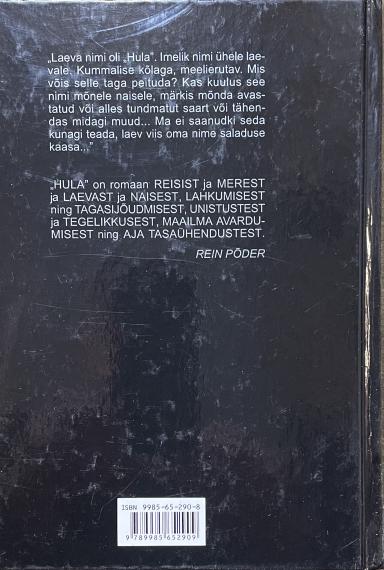 „Laeva nimi oli „Hula”. Imelik nimi ühele lae-
vale. Kummalise kõlaga, meelierutav. Mis
võis selle taga peituda? Kas kuulus see
nimi mõnele naisele, märkis mõnda avas-
tatud või alles tundmatut saart või tähen-
das midagi muud... Ma ei saanudki seda
kunagi teada, laev viis oma nime saladuse
kaasa...”
„HULA” on romaan REISIST ja MEREST
ja LAEVAST ja NAISEST, LAHKUMISEST
ning TAGASIJÕUDMISEST, UNISTUSTEST
ja TEGELIKKUSEST, MAAILMA AVARDU-
MISEST ning AJA TASAÜHENDUSTEST.
REIN PÕDER
ISBN 9985-65-290-8
9 789985 652909